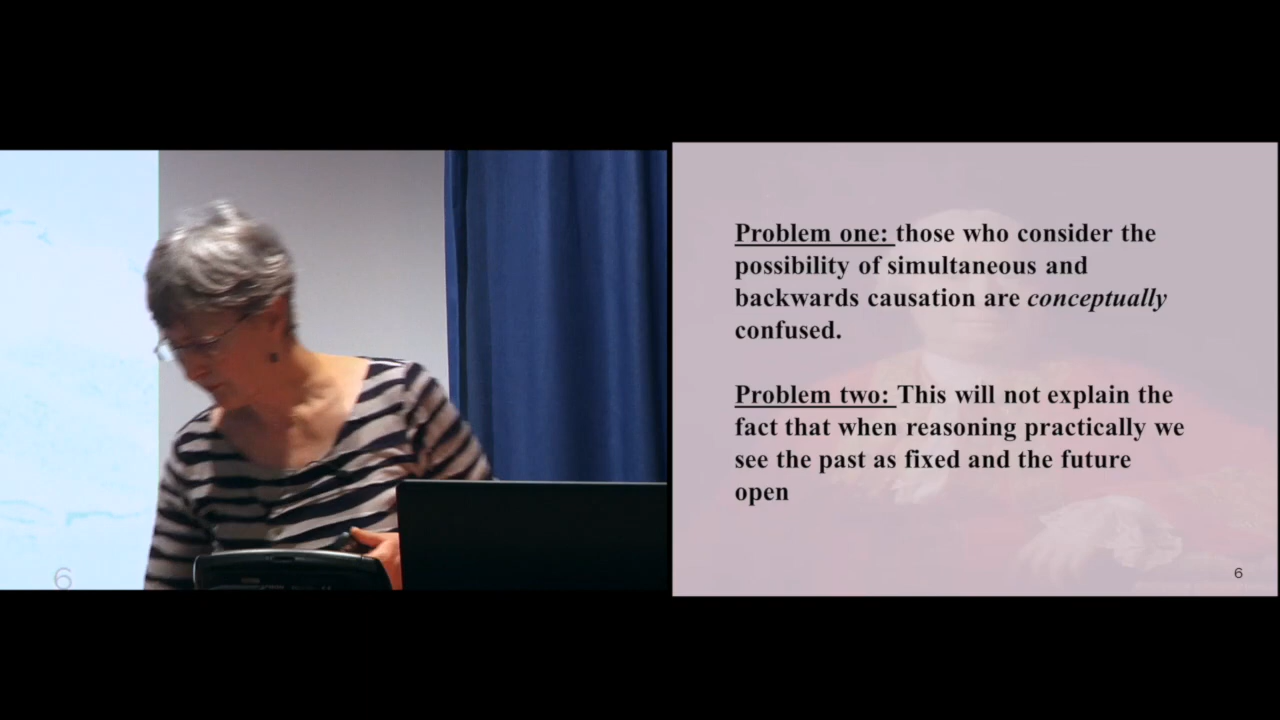 Problem one: those who consider the
possibility of simultaneous and
backwards causation are conceptually
confused.
Problem two: This will not explain the
fact that when reasoning practically we
see the past as fixed and the future
open
6
6